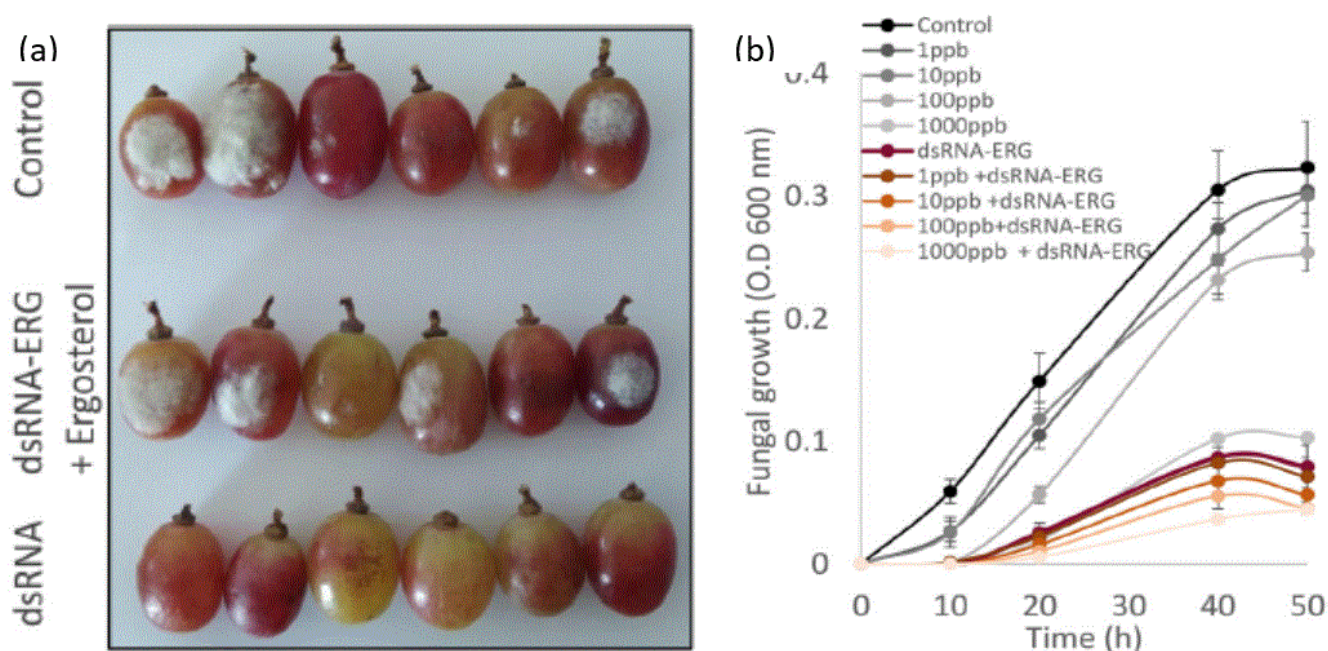 (a)
Control
dsRNA-ERG
+ Ergosterol
dsRNA
(b)
Control
1ppb
10ppb
100ppb
1000ppb
dsRNA-ERG
1ppb +dsRNA-ERG
10ppb +dsRNA-ERG
100ppb+dsRNA-ERG
1000ppb + dsRNA-ERG
Fungal growth (O.D 600 nm)
0.4
0.3
0.2
0.1
0
0 10 20 30 40 50
Time (h)